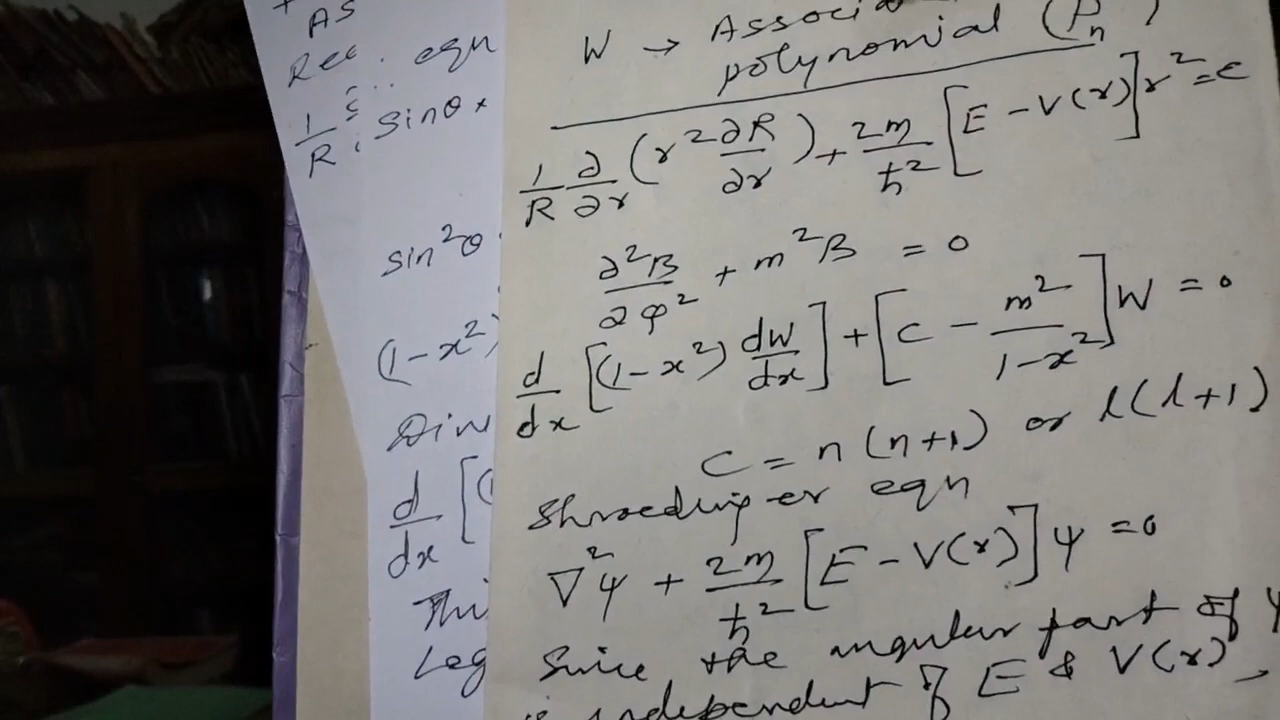 AS
Rec. eqn
1/R sinθ ×
sin²θ
(1-x²)
Div
d/dx [(
Thi
Leg
W → Associ
polynomial (Pn )
1/R ∂/∂r (r² ∂R/∂r) + 2m/ħ² [E - V(r)] r² = c
∂²B/∂φ² + m²B = 0
d/dx [(1-x²) dW/dx] + [c - m²/1-x²] W = 0
C = n(n+1) or l(l+1)
Shroedinger eqn
∇²ψ + 2m/ħ² [E - V(r)] ψ = 0
Since the angular part of ψ
is independent of E & V(r),